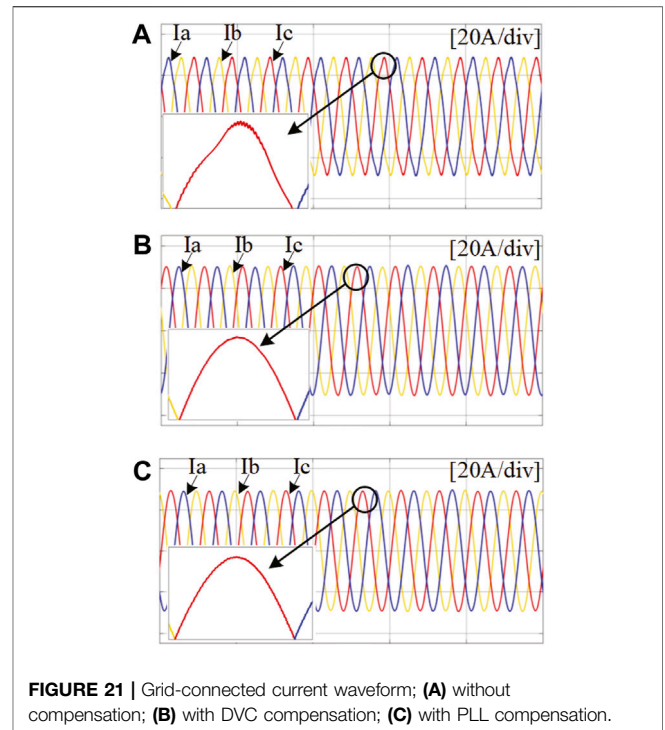 A
Ia Ib Ic [20A/div]
B
Ia Ib Ic [20A/div]
C
Ia Ib Ic [20A/div]
FIGURE 21 | Grid-connected current waveform; (A) without
compensation; (B) with DVC compensation; (C) with PLL compensation.